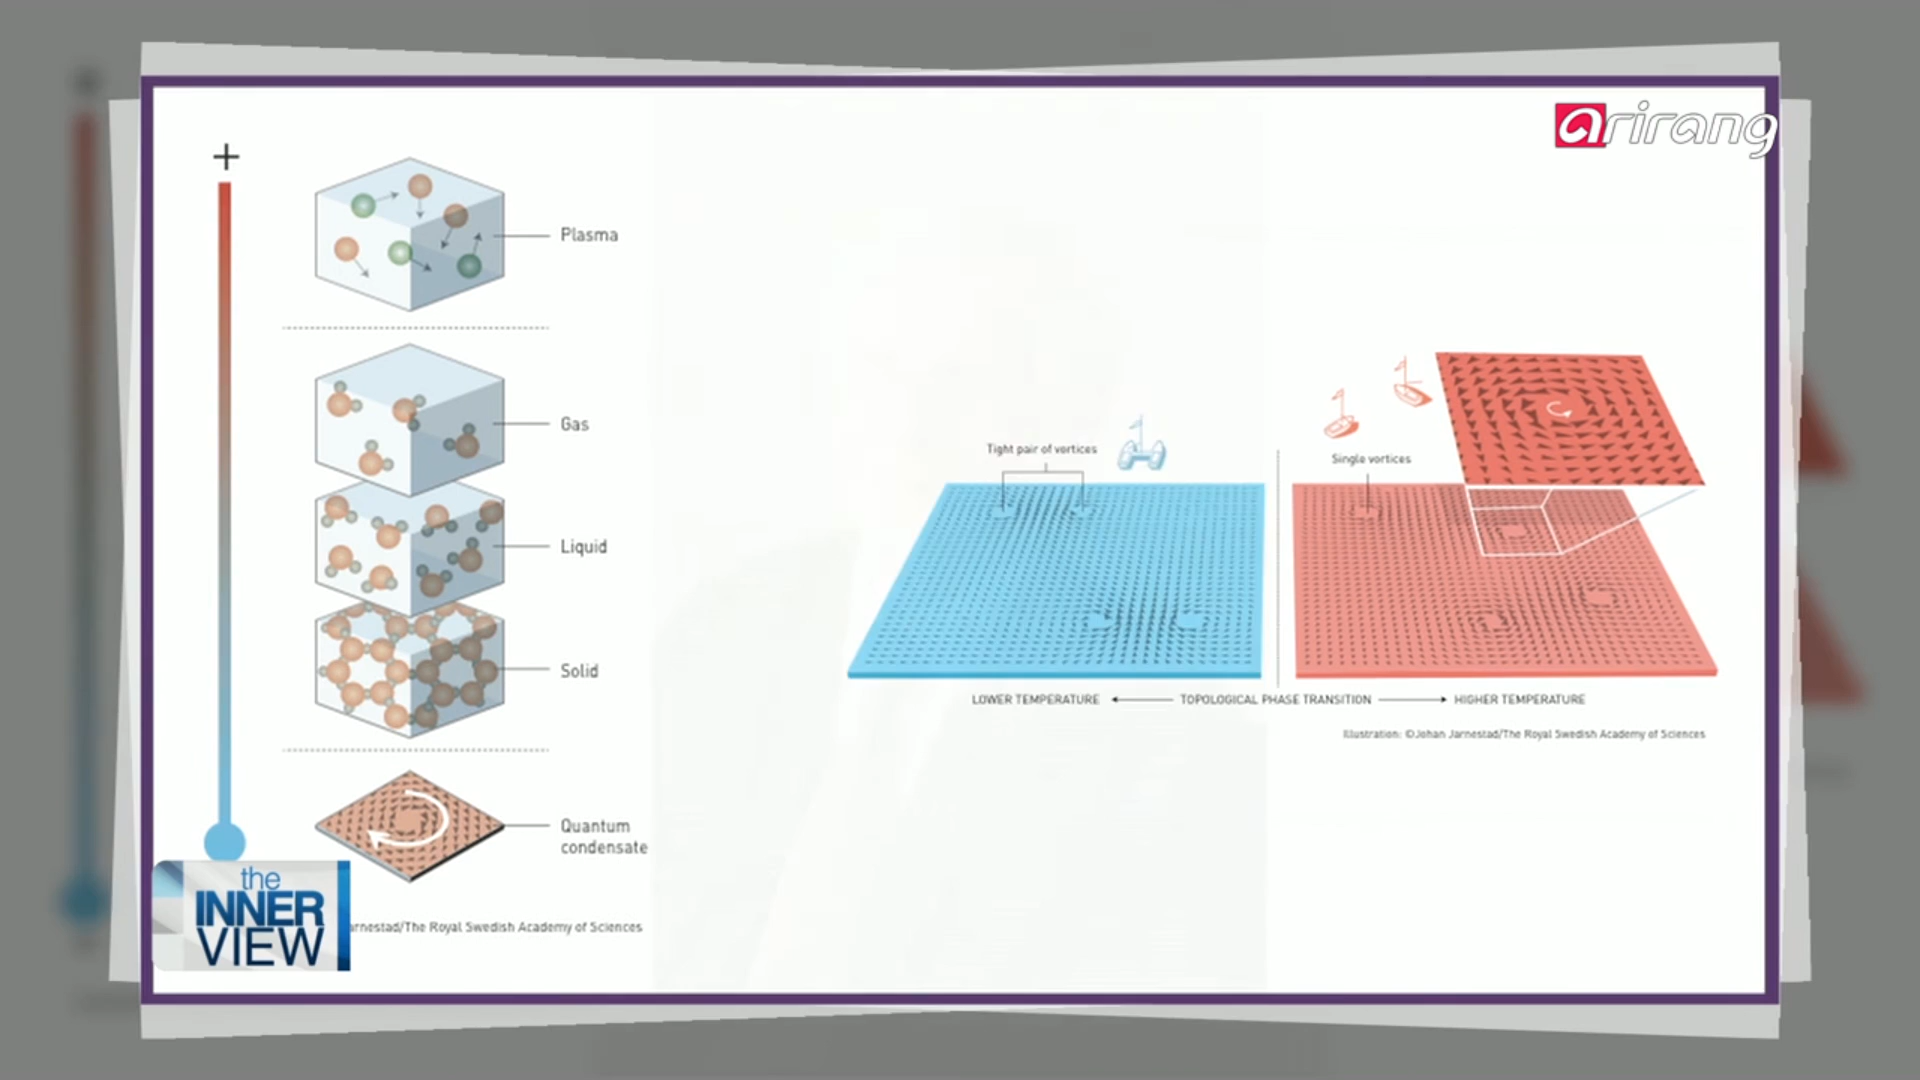 arirang
+
Plasma
Gas
Liquid
Solid
Quantum
condensate
arnestad/The Royal Swedish Academy of Sciences
Tight pair of vortices
Single vortices
LOWER TEMPERATURE
TOPOLOGICAL PHASE TRANSITION
HIGHER TEMPERATURE
Illustration: ©Johan Jarnestad/The Royal Swedish Academy of Sciences
the
INNER
VIEW